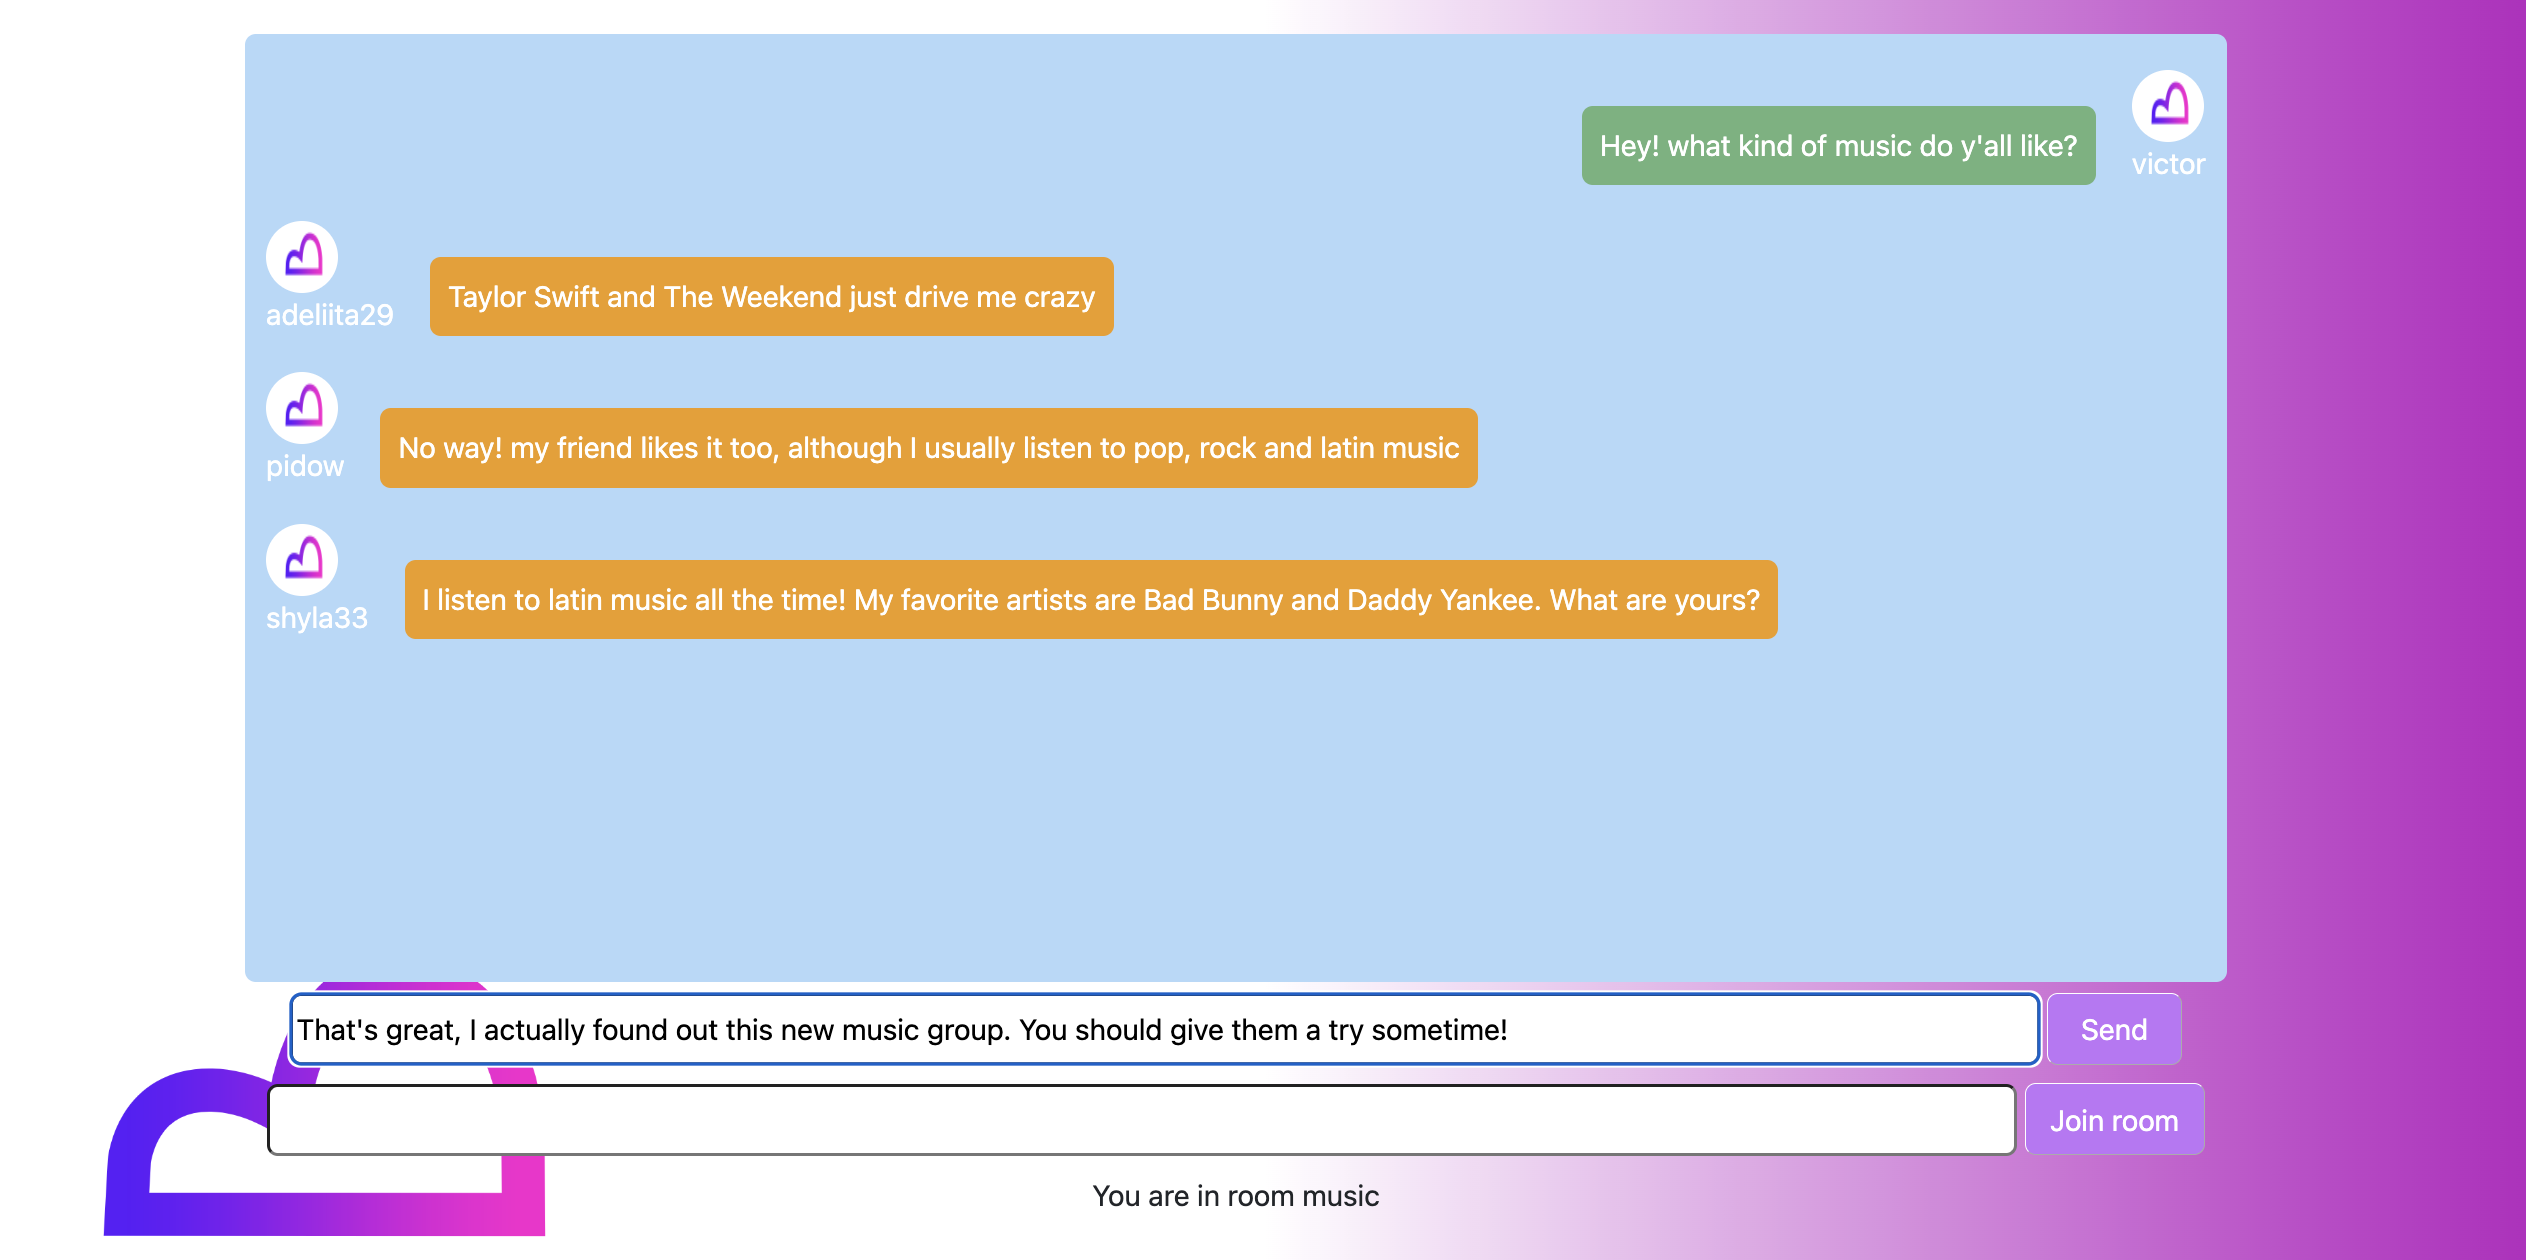 Hey! what kind of music do y'all like?
victor
adeliita29
Taylor Swift and The Weekend just drive me crazy
pidow
No way! my friend likes it too, although I usually listen to pop, rock and latin music
shyla33
I listen to latin music all the time! My favorite artists are Bad Bunny and Daddy Yankee. What are yours?
That's great, I actually found out this new music group. You should give them a try sometime!
Send
Join room
You are in room music